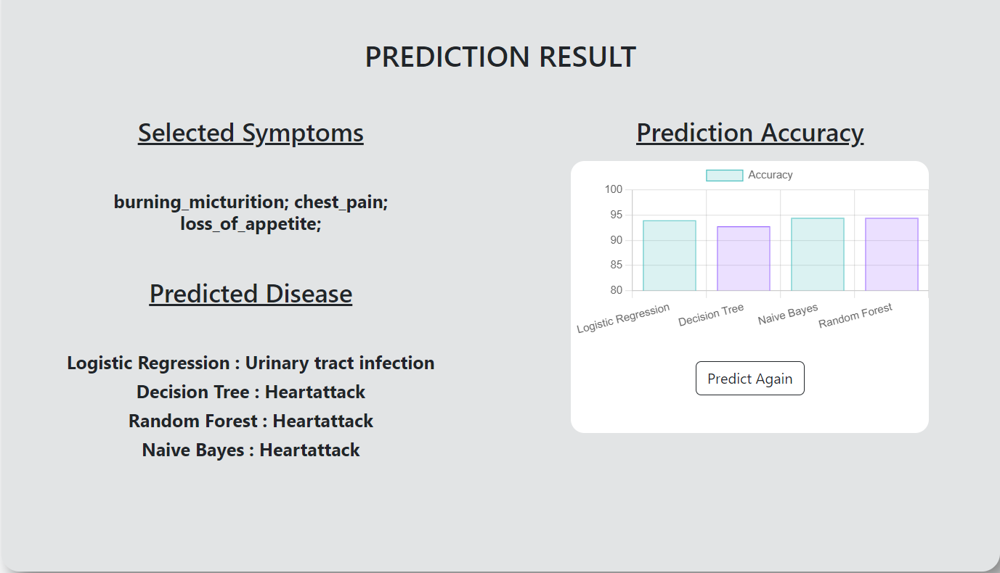 PREDICTION RESULT
Selected Symptoms
burning_micturition; chest_pain;
loss_of_appetite;
Predicted Disease
Logistic Regression : Urinary tract infection
Decision Tree : Heartattack
Random Forest : Heartattack
Naive Bayes : Heartattack
Prediction Accuracy
Accuracy
100
95
90
85
80
Logistic Regression
Decision Tree
Naive Bayes
Random Forest
Predict Again